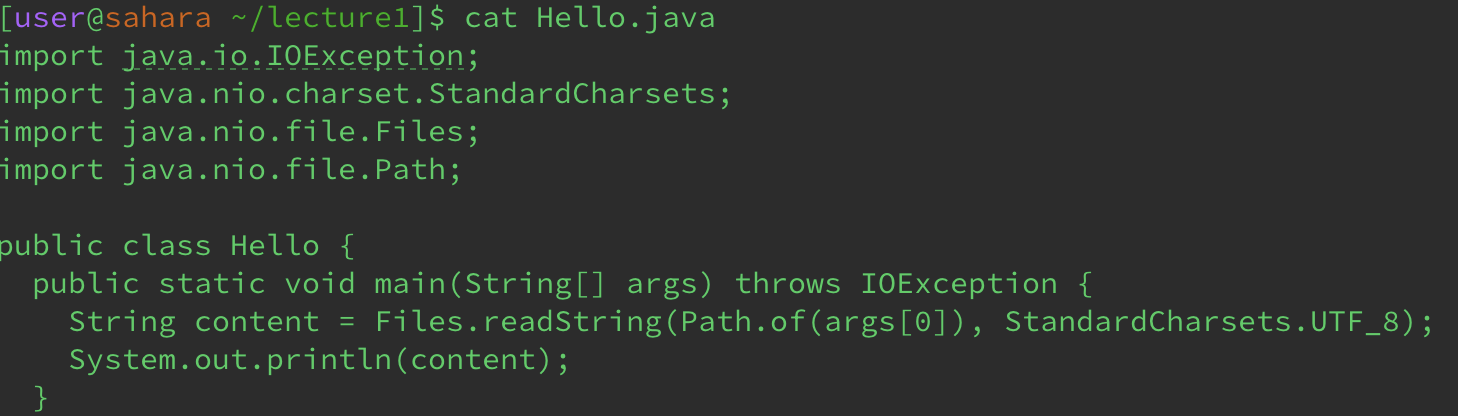 [user@sahara ~/lecture1]$ cat Hello.java
import java.io.IOException;
import java.nio.charset.StandardCharsets;
import java.nio.file.Files;
import java.nio.file.Path;

public class Hello {
  public static void main(String[] args) throws IOException {
    String content = Files.readString(Path.of(args[0]), StandardCharsets.UTF_8);
    System.out.println(content);
  }